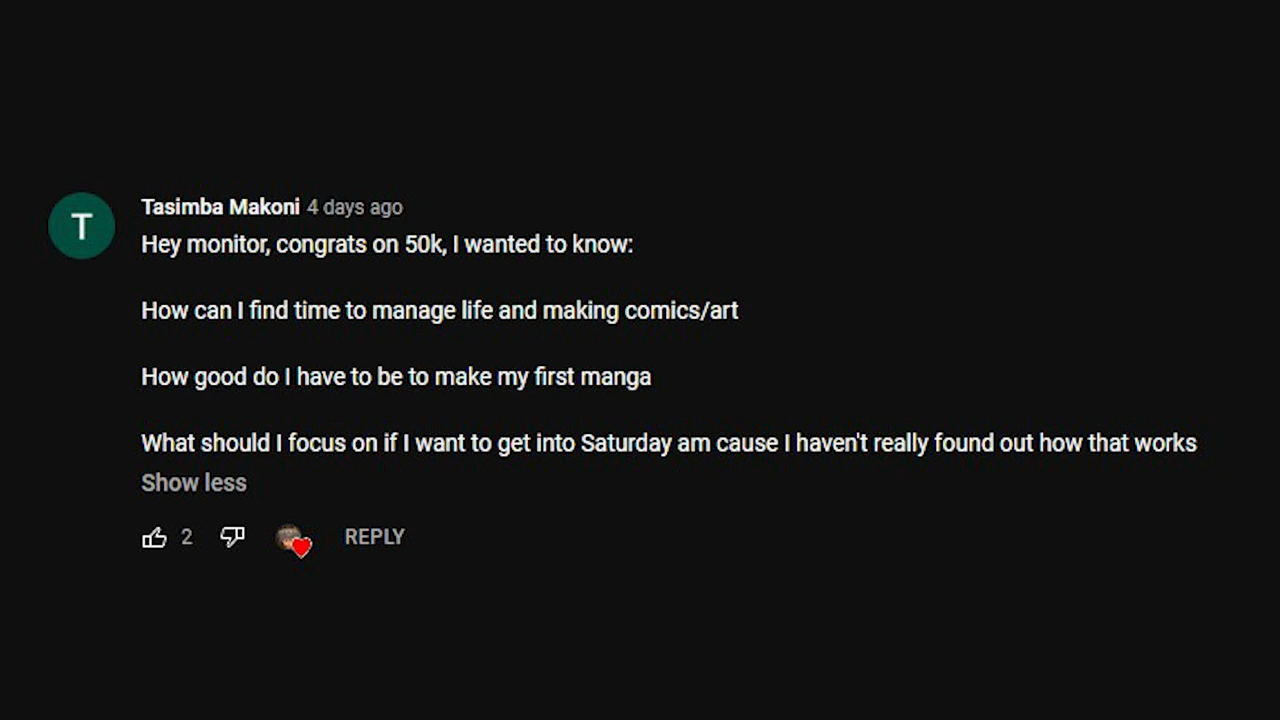 T
Tasimba Makoni 4 days ago
Hey monitor, congrats on 50k, I wanted to know:
How can I find time to manage life and making comics/art
How good do I have to be to make my first manga
What should I focus on if I want to get into Saturday am cause I haven't really found out how that works
Show less
2 REPLY